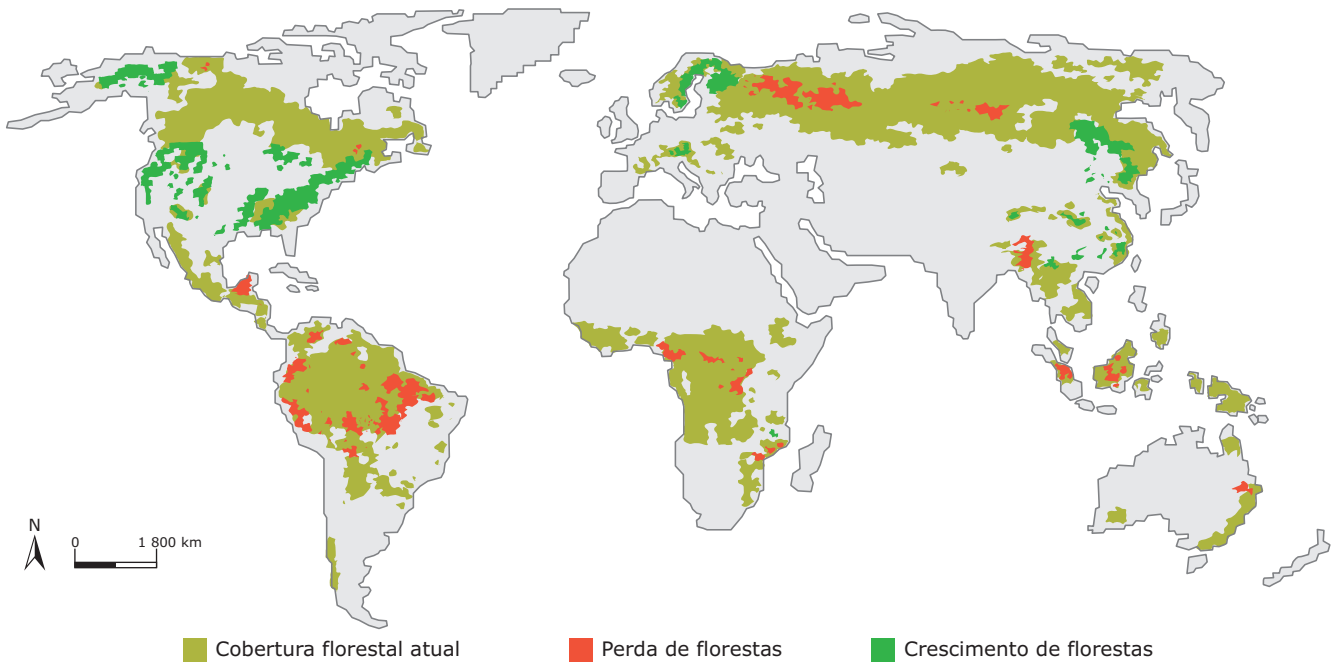 N
0 1 800 km
Cobertura florestal atual
Perda de florestas
Crescimento de florestas